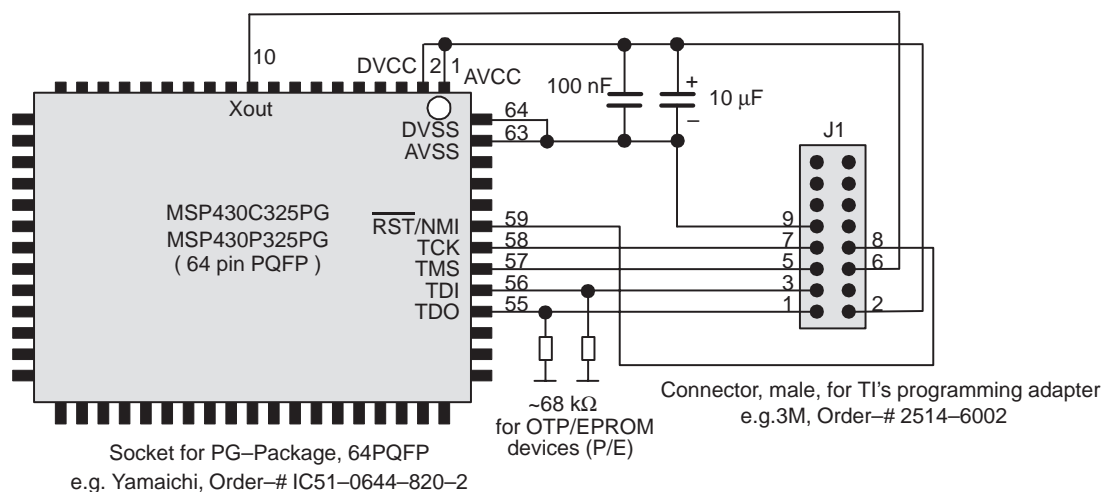 10
DVCC 2 1 AVCC
Xout
100 nF
+
10 μF
–
64
DVSS
63
AVSS
J1
MSP430C325PG
MSP430P325PG
( 64 pin PQFP )
RST/NMI 59
TCK 58
TMS 57
TDI 56
TDO 55
9
7 8
5 6
3
1 2
~68 kΩ
for OTP/EPROM
devices (P/E)
Connector, male, for TI's programming adapter
e.g.3M, Order–# 2514–6002
Socket for PG–Package, 64PQFP
e.g. Yamaichi, Order–# IC51–0644–820–2